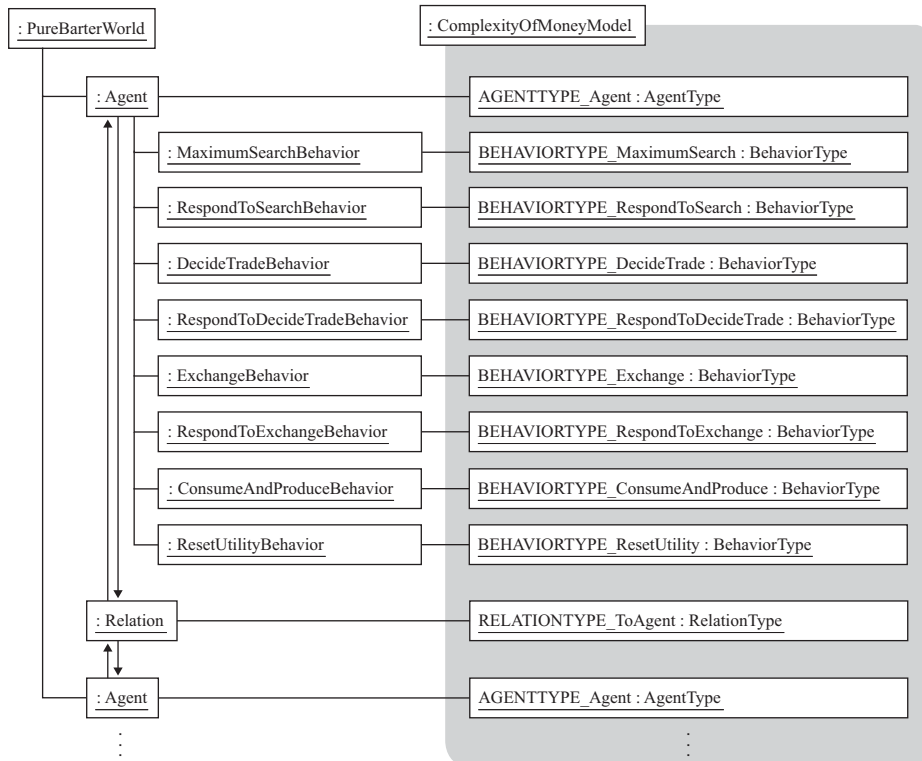 : PureBarterWorld
: ComplexityOfMoneyModel
: Agent
AGENTTYPE_Agent : AgentType
: MaximumSearchBehavior
BEHAVIORTYPE_MaximumSearch : BehaviorType
: RespondToSearchBehavior
BEHAVIORTYPE_RespondToSearch : BehaviorType
: DecideTradeBehavior
BEHAVIORTYPE_DecideTrade : BehaviorType
: RespondToDecideTradeBehavior
BEHAVIORTYPE_RespondToDecideTrade : BehaviorType
: ExchangeBehavior
BEHAVIORTYPE_Exchange : BehaviorType
: RespondToExchangeBehavior
BEHAVIORTYPE_RespondToExchange : BehaviorType
: ConsumeAndProduceBehavior
BEHAVIORTYPE_ConsumeAndProduce : BehaviorType
: ResetUtilityBehavior
BEHAVIORTYPE_ResetUtility : BehaviorType
: Relation
RELATIONTYPE_ToAgent : RelationType
: Agent
AGENTTYPE_Agent : AgentType